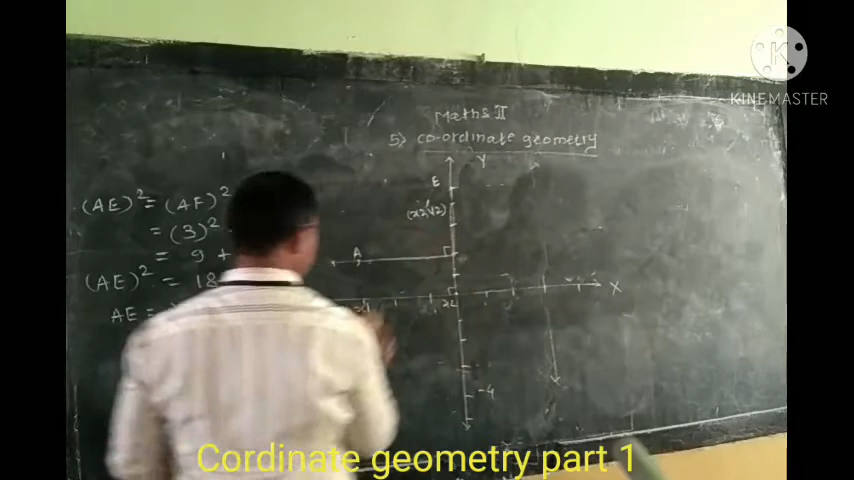 KINEMASTER
Maths II
5) co-ordinate geometry
Y
E
(x2,y2)
(AE)² = (AF)²
= (3)²
= 9 +
(AE)² = 18
AE =
A
X
-4
Cordinate geometry part 1